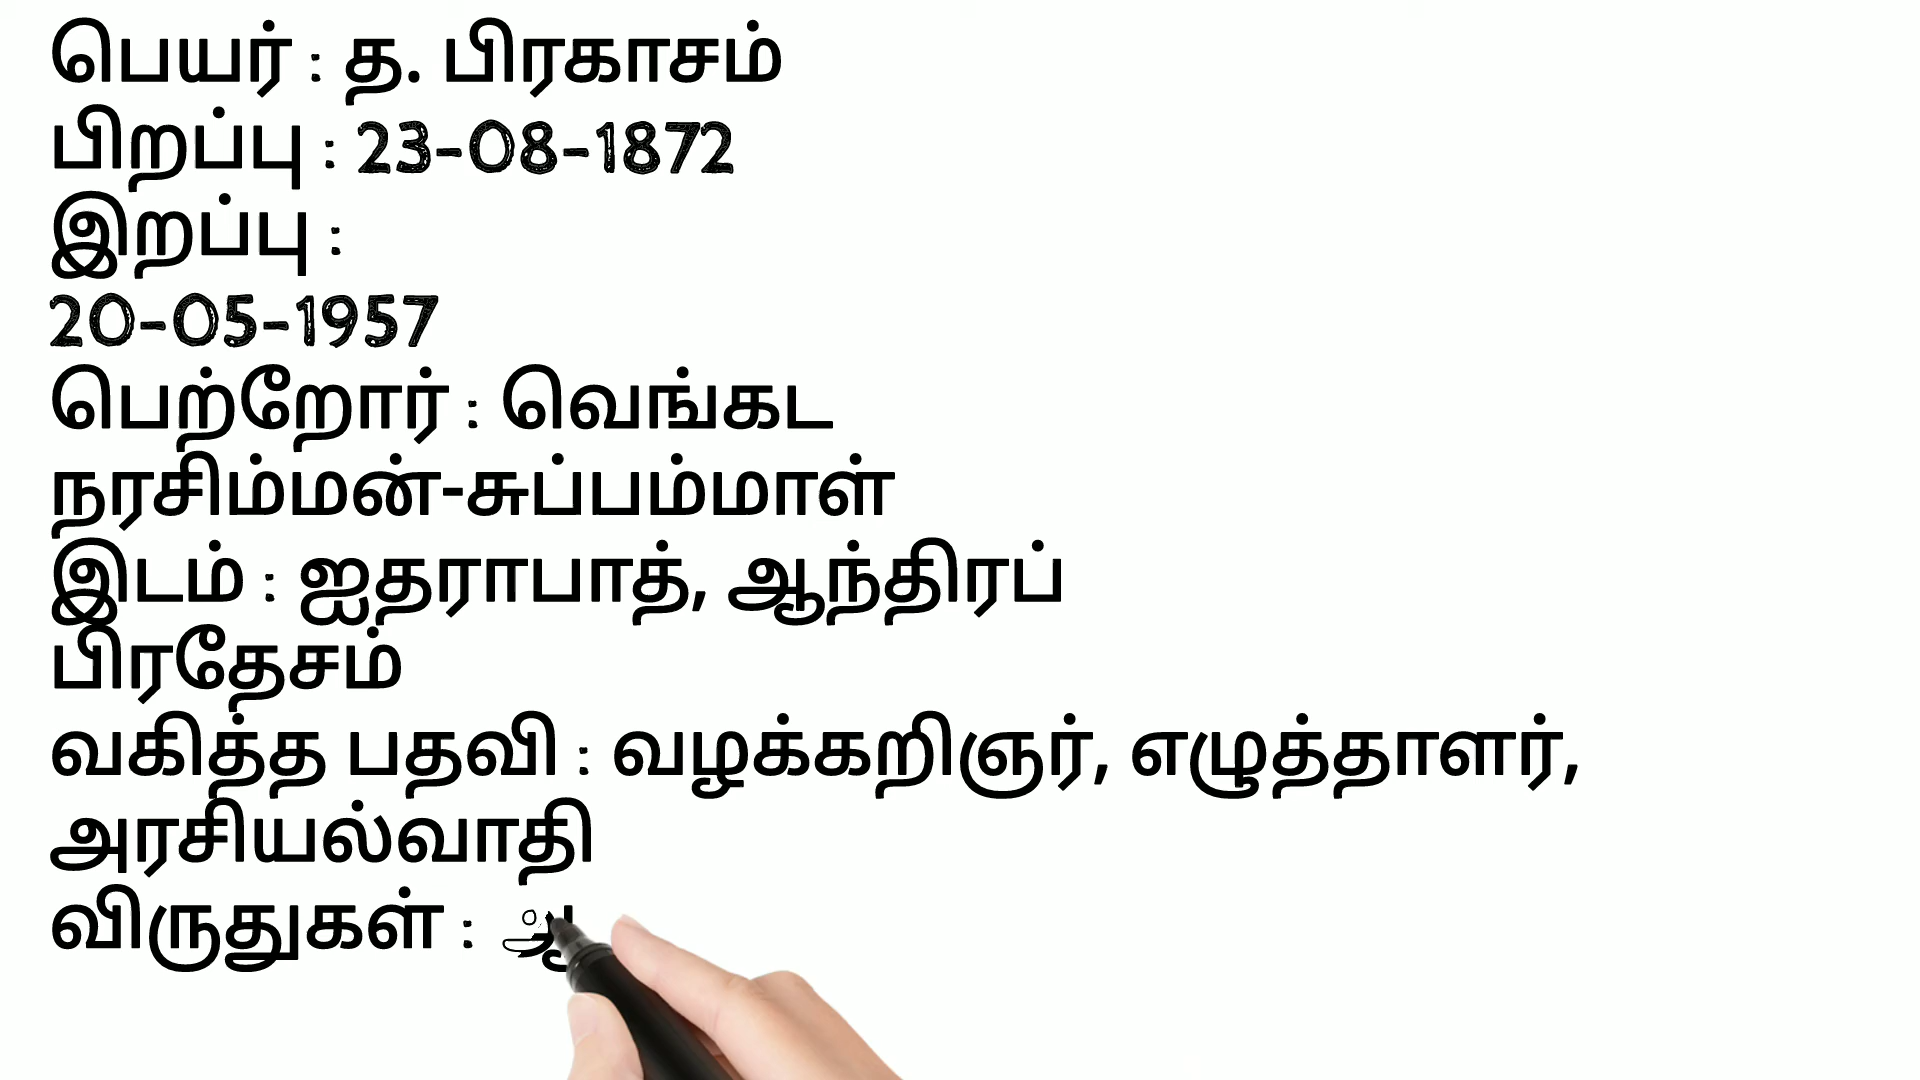 பெயர் : த. பிரகாசம்
பிறப்பு : 23-08-1872
இறப்பு :
20-05-1957
பெற்றோர் : வெங்கட
நரசிம்மன்-சுப்பம்மாள்
இடம் : ஐதராபாத், ஆந்திரப்
பிரதேசம்
வகித்த பதவி : வழக்கறிஞர், எழுத்தாளர்,
அரசியல்வாதி
விருதுகள் :